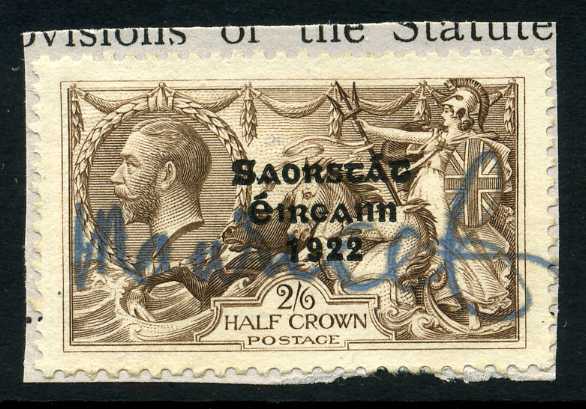 ovisions of the Statute
Saorstát
Éireann
1922
2/6
HALF CROWN
POSTAGE